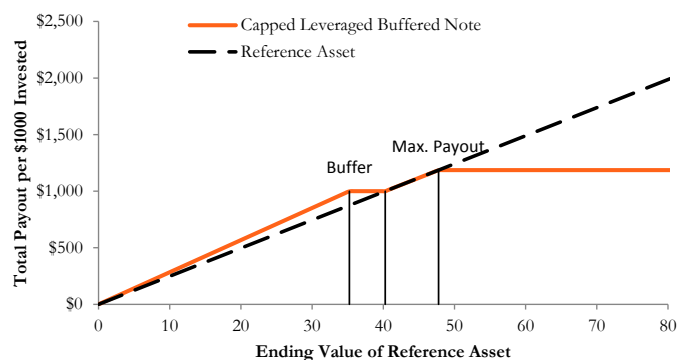 $2,500
Capped Leveraged Buffered Note
Reference Asset
$2,000
$1,500
Max. Payout
Buffer
$1,000
$500
$0
0 10 20 30 40 50 60 70 80
Total Payout per $1000 Invested
Ending Value of Reference Asset